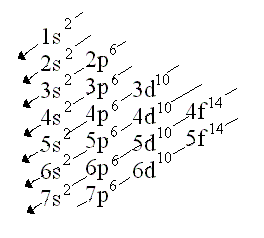 1s²
2s² 2p⁶
3s² 3p⁶ 3d¹⁰
4s² 4p⁶ 4d¹⁰ 4f¹⁴
5s² 5p⁶ 5d¹⁰ 5f¹⁴
6s² 6p⁶ 6d¹⁰
7s² 7p⁶